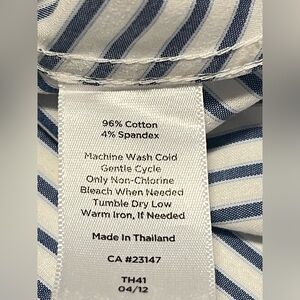 96% Cotton
4% Spandex
Machine Wash Cold
Gentle Cycle
Only Non-Chlorine
Bleach When Needed
Tumble Dry Low
Warm Iron, If Needed
Made In Thailand
CA #23147
TH41
04/12